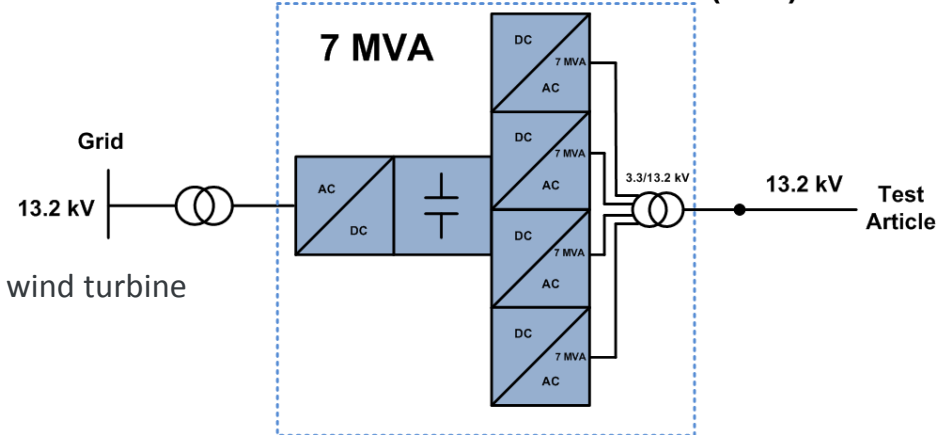 7 MVA
DC
7 MVA
AC
DC
7 MVA
AC
Grid
13.2 kV
AC
DC
3.3/13.2 kV
13.2 kV
Test
Article
DC
7 MVA
AC
wind turbine
DC
7 MVA
AC